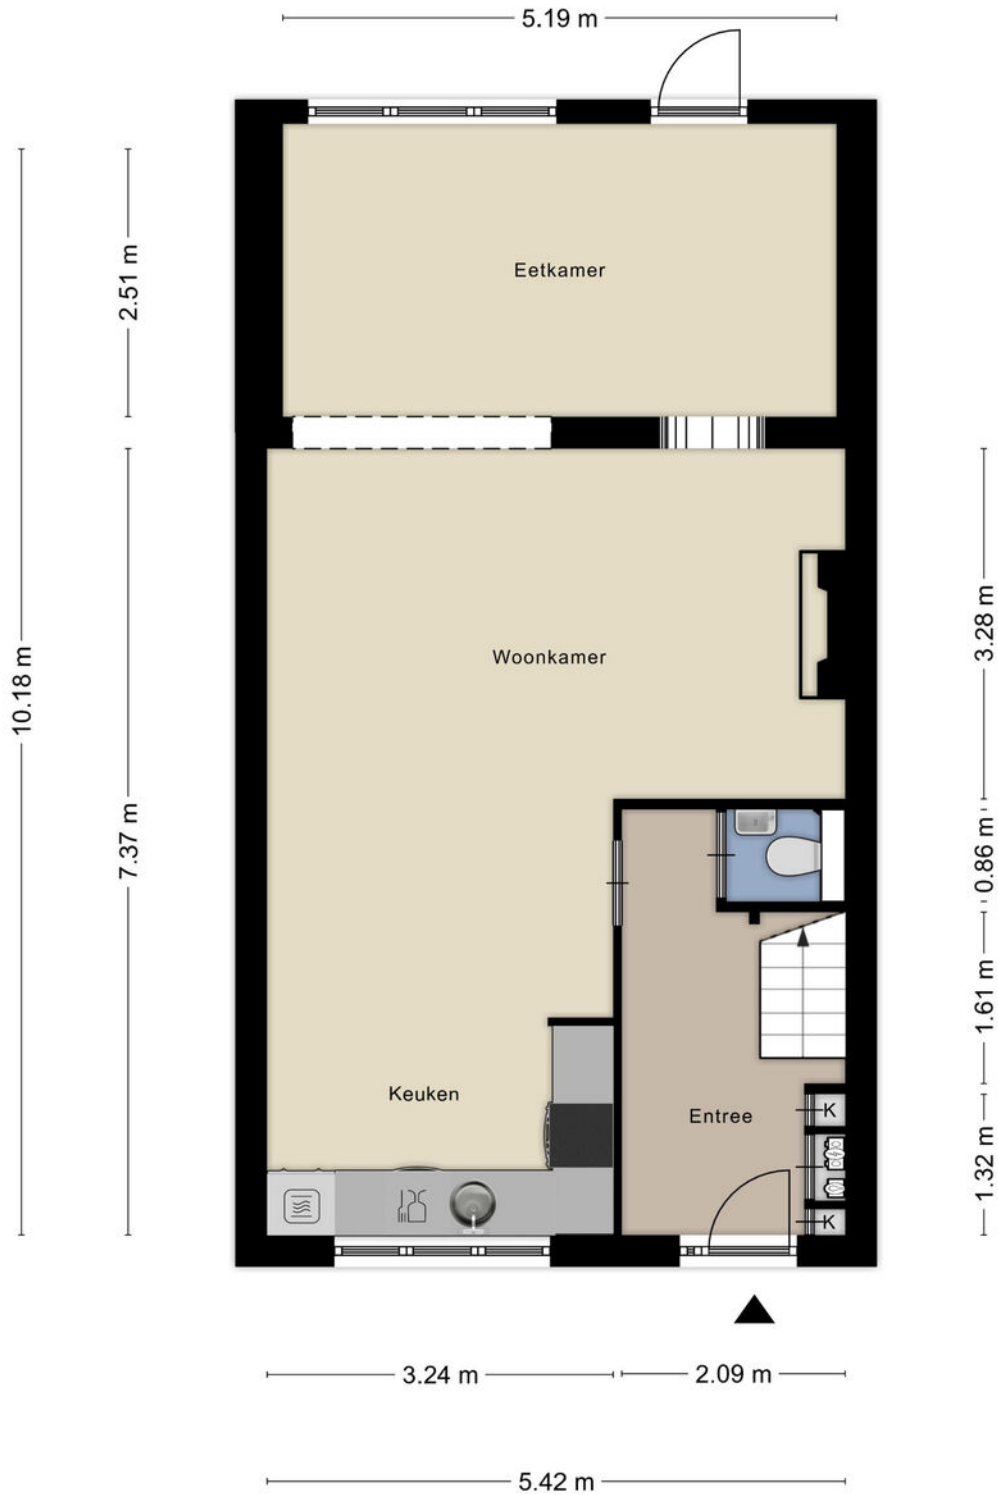 5.19 m
2.51 m
Eetkamer
10.18 m
7.37 m
Woonkamer
3.28 m
0.86 m
1.61 m
Keuken
Entree
K
K
1.32 m
3.24 m
2.09 m
5.42 m